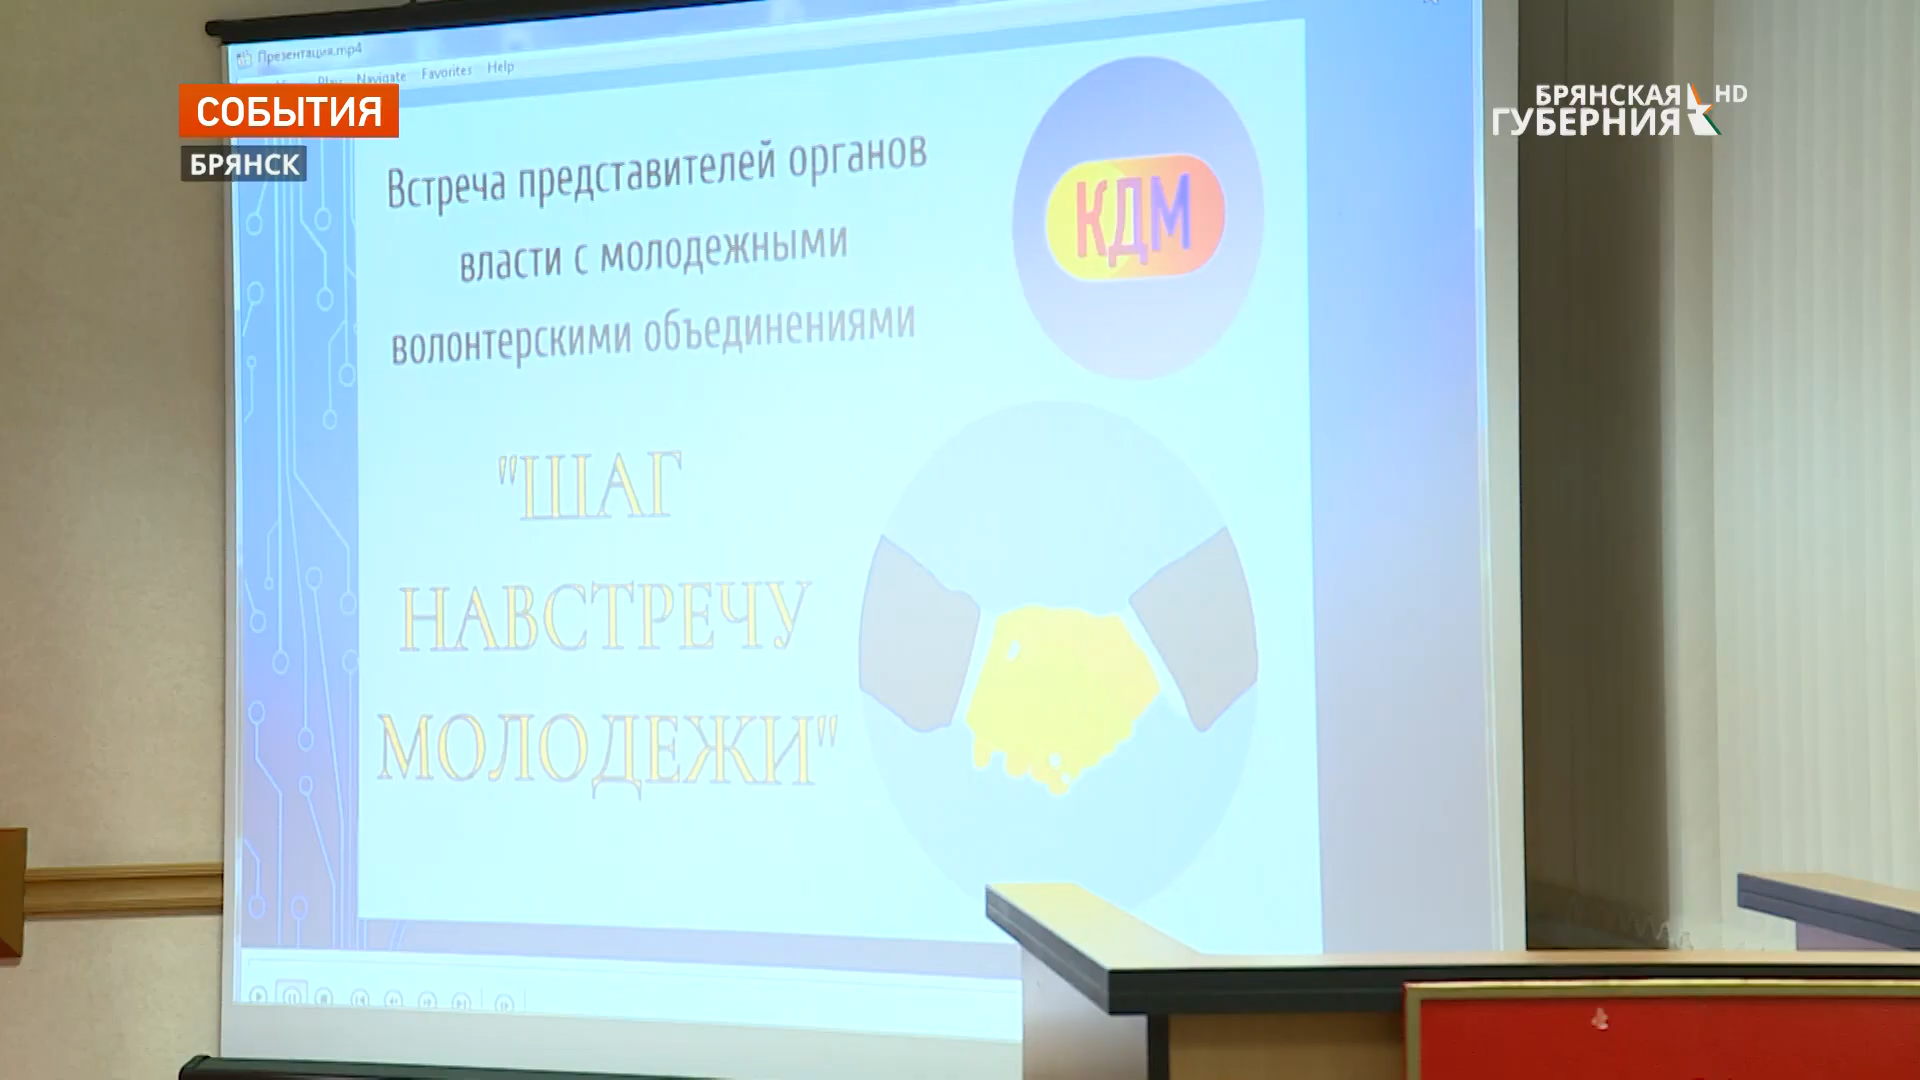 Презентация.mp4
Play Navigate Favorites Help
СОБЫТИЯ
БРЯНСК
БРЯНСКАЯ HD
ГУБЕРНИЯ
Встреча представителей органов
власти с молодежными
волонтерскими объединениями
КДМ
"ШАГ
НАВСТРЕЧУ
МОЛОДЕЖИ"